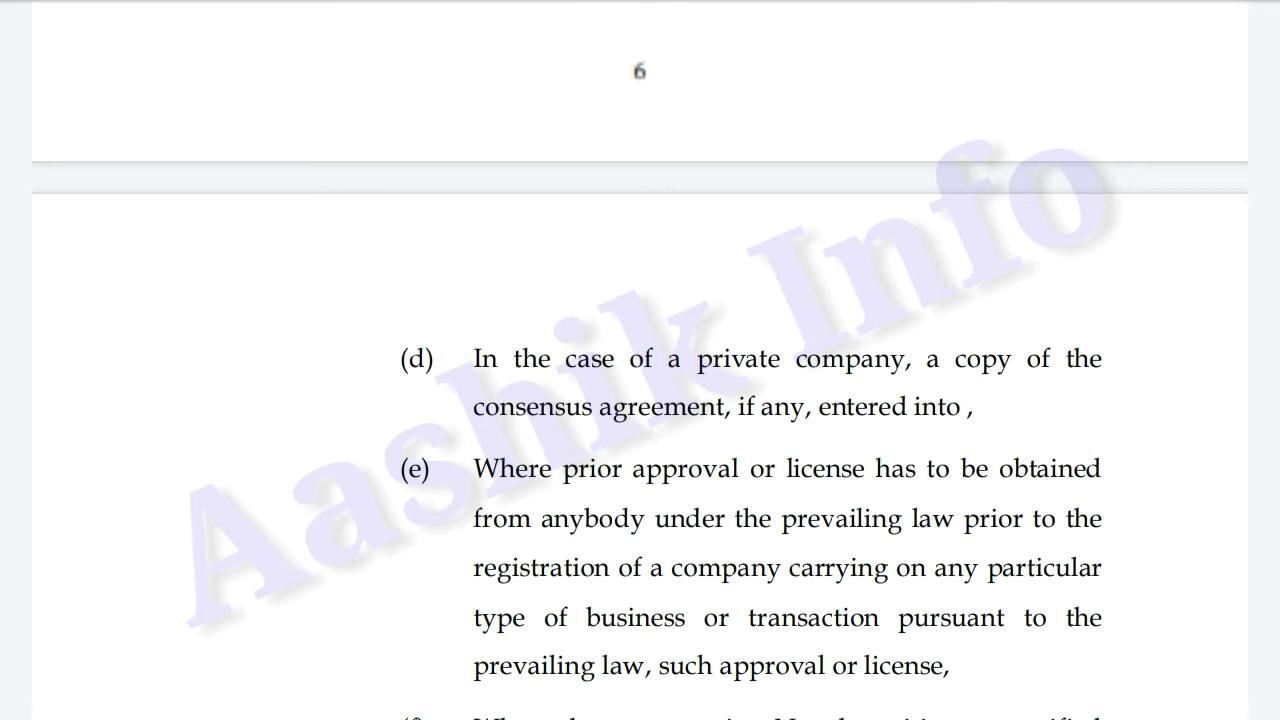 6
Aashik Info
(d) In the case of a private company, a copy of the
consensus agreement, if any, entered into ,
(e) Where prior approval or license has to be obtained
from anybody under the prevailing law prior to the
registration of a company carrying on any particular
type of business or transaction pursuant to the
prevailing law, such approval or license,